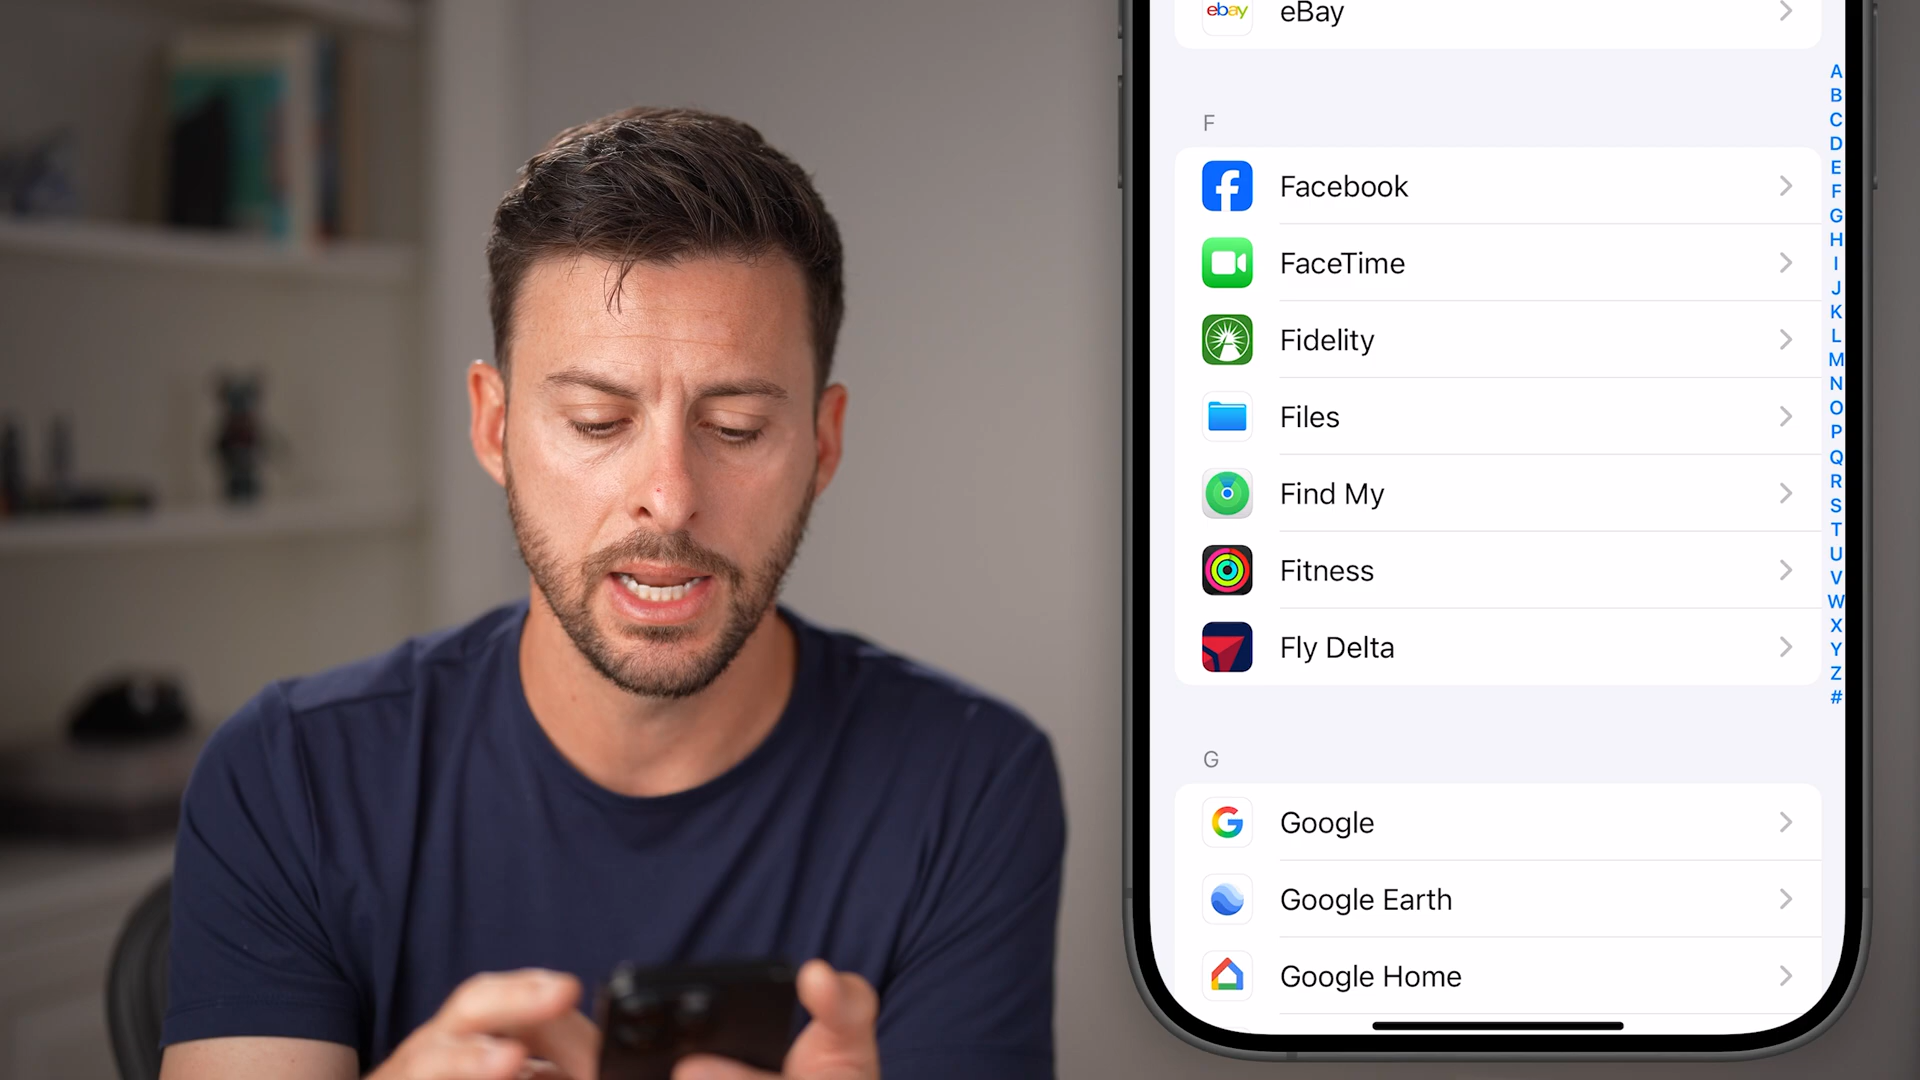 ebay eBay
F
Facebook
FaceTime
Fidelity
Files
Find My
Fitness
Fly Delta
G
Google
Google Earth
Google Home
A
B
C
D
E
F
G
H
I
J
K
L
M
N
O
P
Q
R
S
T
U
V
W
X
Y
Z
#